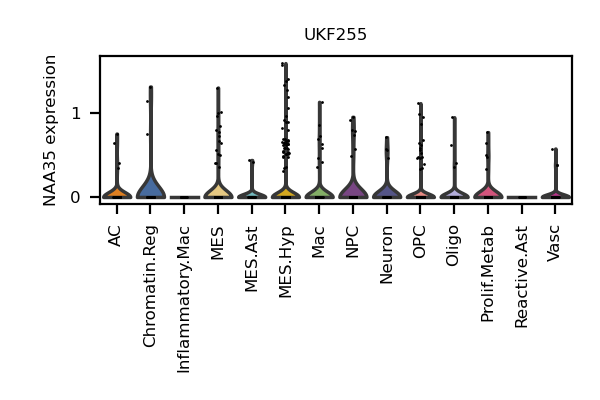 UKF255
NAA35 expression
1
0
AC
Chromatin.Reg
Inflammatory.Mac
MES
MES.Ast
MES.Hyp
Mac
NPC
Neuron
OPC
Oligo
Prolif.Metab
Reactive.Ast
Vasc